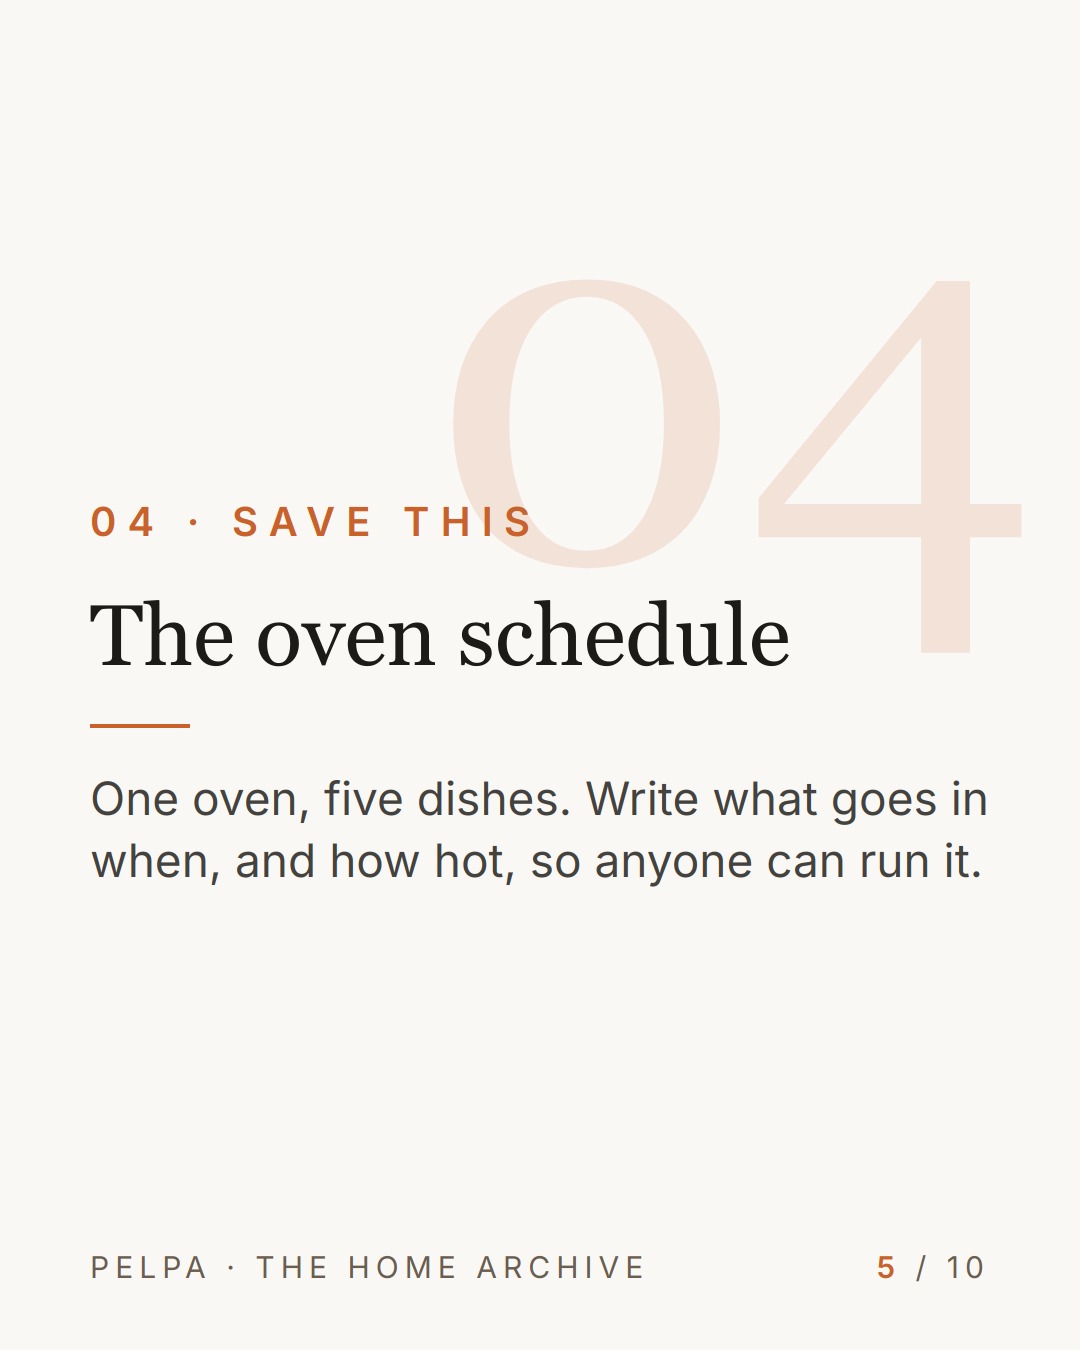 04
04 · SAVE THIS
The oven schedule
One oven, five dishes. Write what goes in
when, and how hot, so anyone can run it.
PELPA · THE HOME ARCHIVE
5 / 10